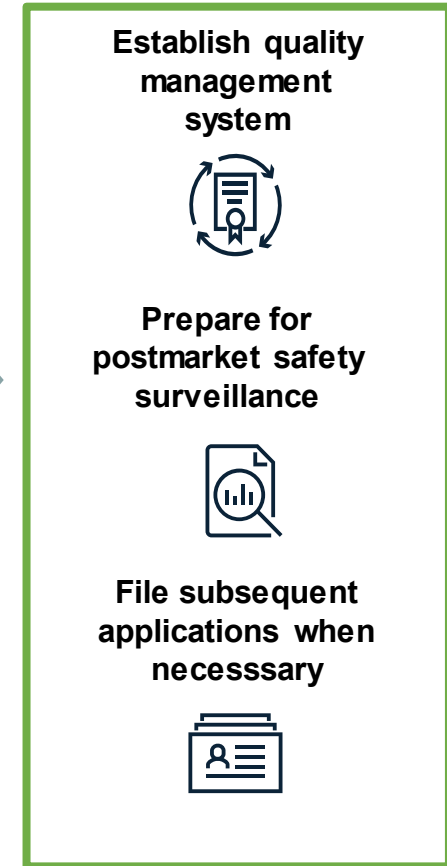 Establish quality
management
system
Prepare for
postmarket safety
surveillance
File subsequent
applications when
necesssary